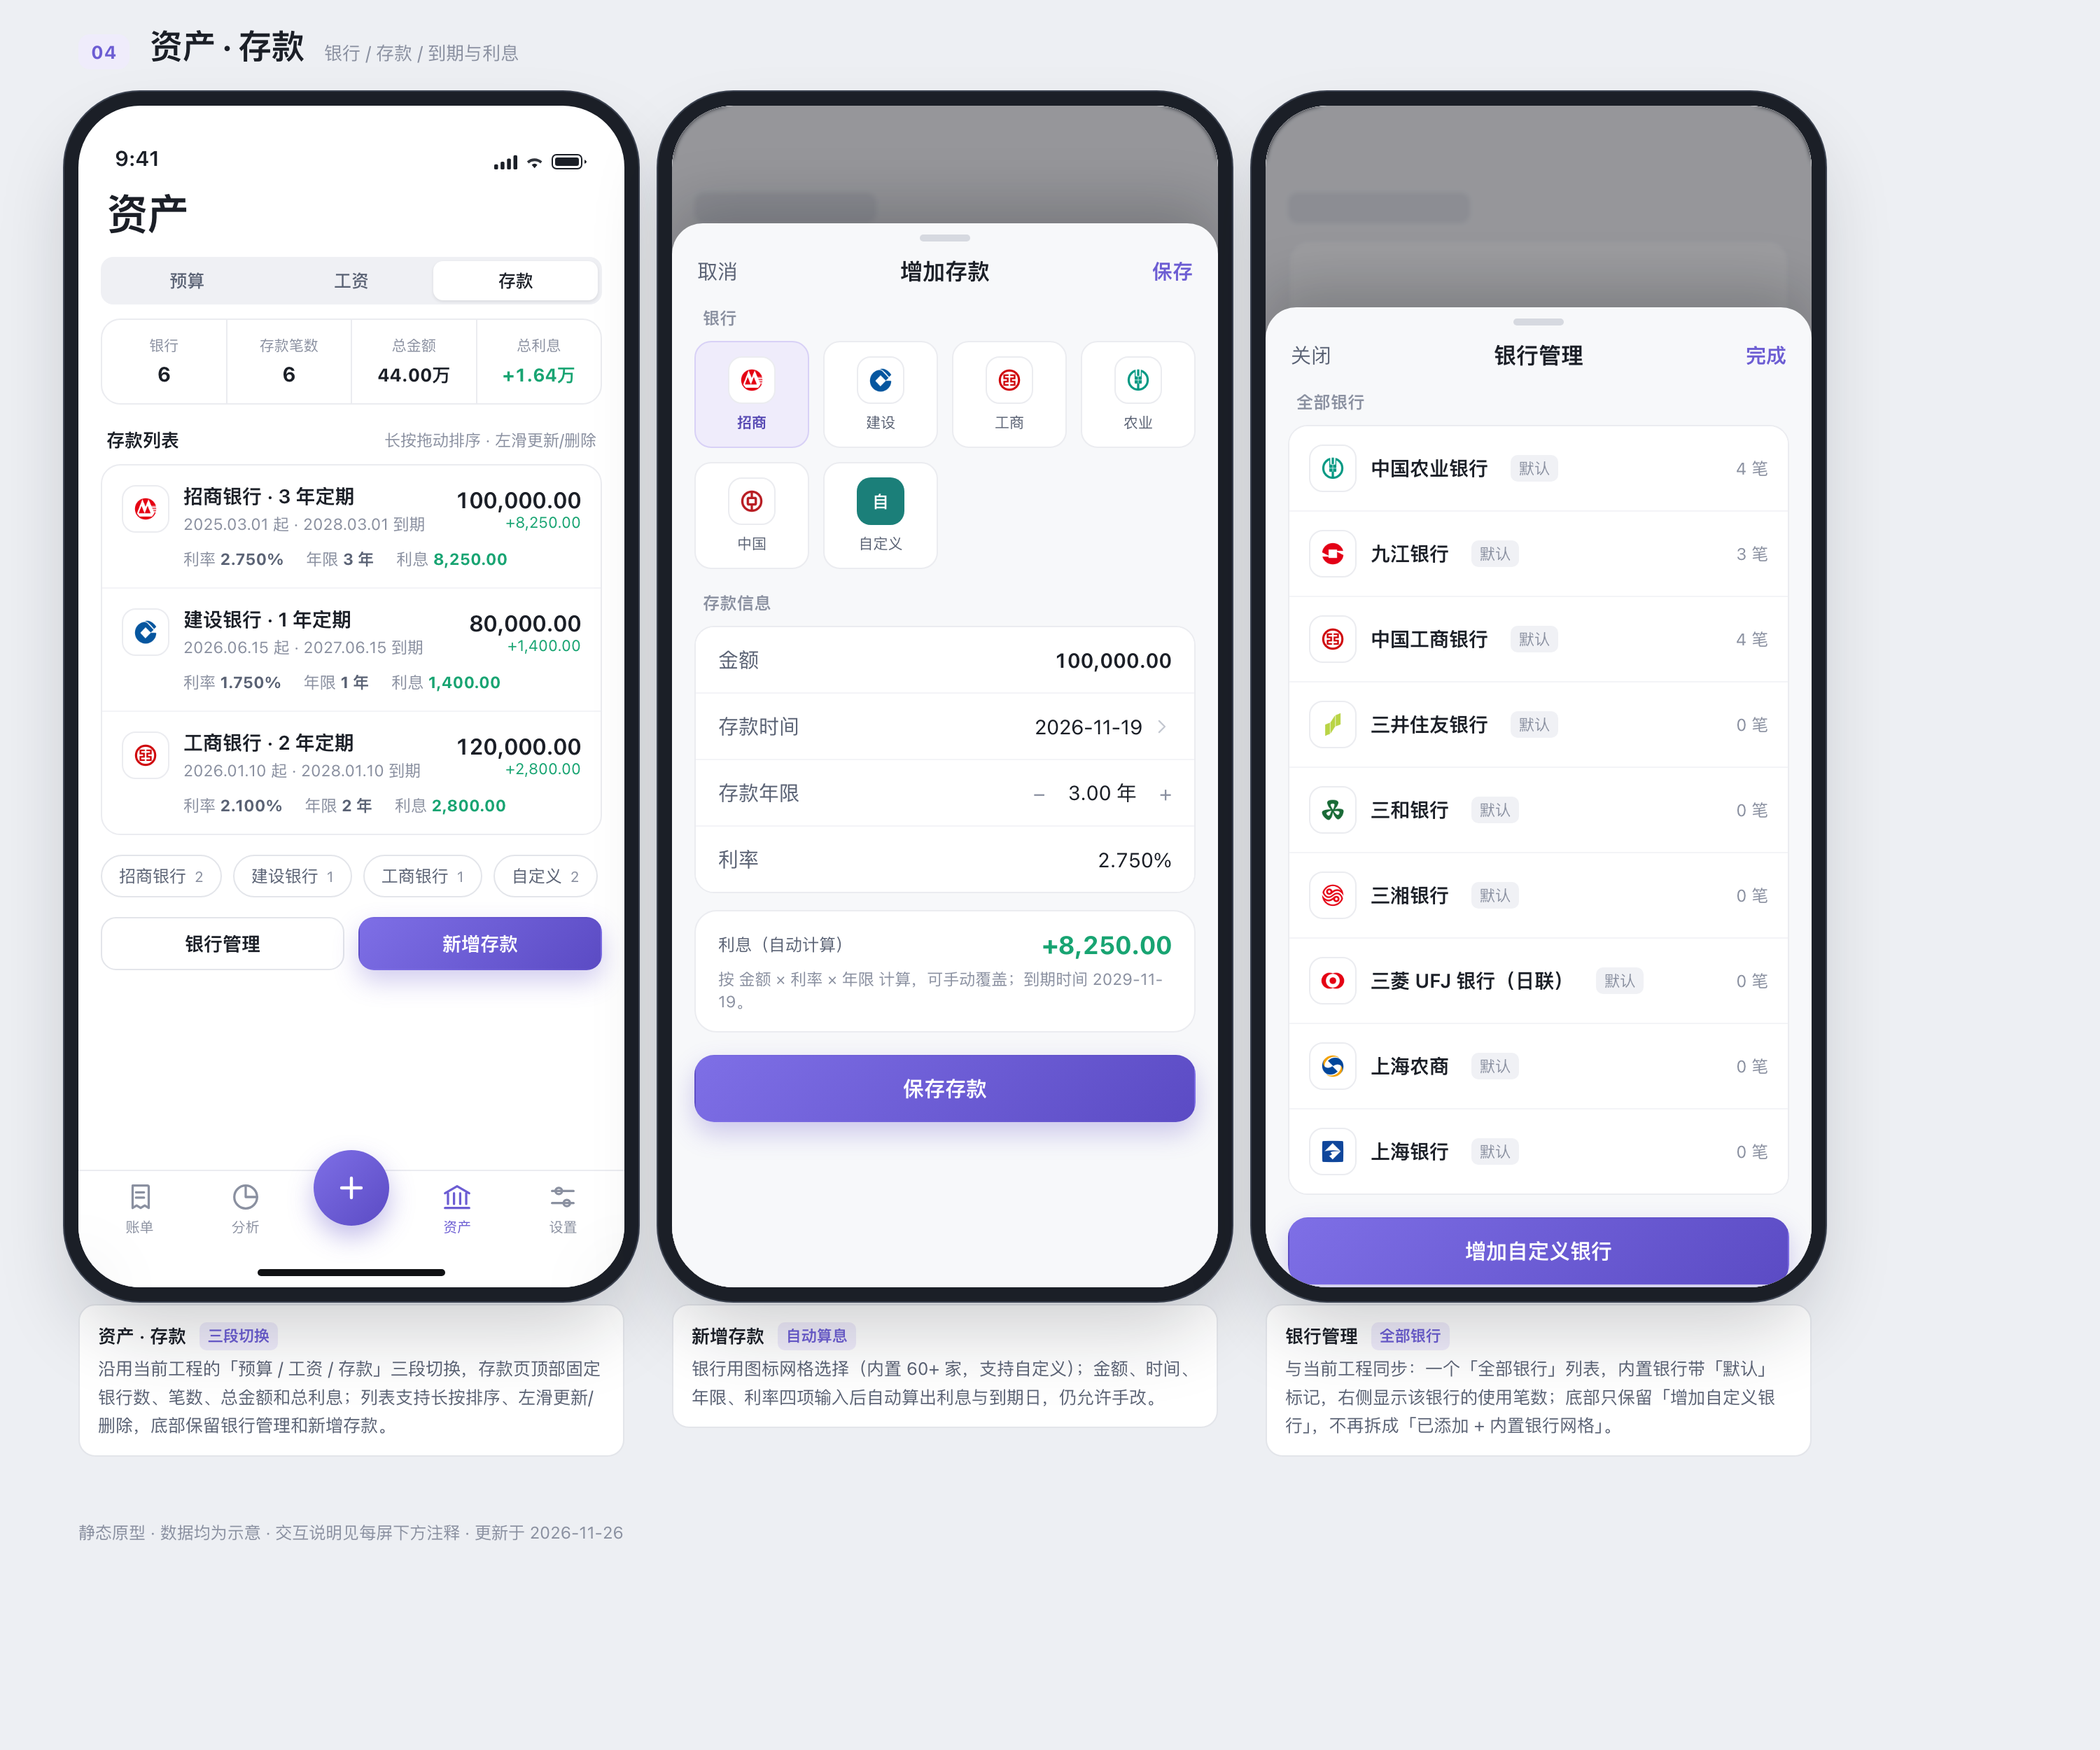 04 资产 · 存款 银行 / 存款 / 到期与利息
9:41
资产
预算 工资 存款
银行 存款笔数 总金额 总利息
6 6 44.00万 +1.64万
存款列表 长按拖动排序 · 左滑更新/删除
招商银行 · 3 年定期 100,000.00
2025.03.01 起 · 2028.03.01 到期 +8,250.00
利率 2.750% 年限 3 年 利息 8,250.00
建设银行 · 1 年定期 80,000.00
2026.06.15 起 · 2027.06.15 到期 +1,400.00
利率 1.750% 年限 1 年 利息 1,400.00
工商银行 · 2 年定期 120,000.00
2026.01.10 起 · 2028.01.10 到期 +2,800.00
利率 2.100% 年限 2 年 利息 2,800.00
招商银行 2 建设银行 1 工商银行 1 自定义 2
银行管理 新增存款
账单 分析 资产 设置
资产 · 存款 三段切换
沿用当前工程的「预算 / 工资 / 存款」三段切换，存款页顶部固定
银行数、笔数、总金额和总利息；列表支持长按排序、左滑更新/
删除，底部保留银行管理和新增存款。
取消 增加存款 保存
银行
招商 建设 工商 农业
自
中国 自定义
存款信息
金额 100,000.00
存款时间 2026-11-19
存款年限 − 3.00 年 +
利率 2.750%
利息（自动计算） +8,250.00
按 金额 × 利率 × 年限 计算，可手动覆盖；到期时间 2029-11-
19。
保存存款
新增存款 自动算息
银行用图标网格选择（内置 60+ 家，支持自定义）；金额、时间、
年限、利率四项输入后自动算出利息与到期日，仍允许手改。
关闭 银行管理 完成
全部银行
中国农业银行 默认 4 笔
九江银行 默认 3 笔
中国工商银行 默认 4 笔
三井住友银行 默认 0 笔
三和银行 默认 0 笔
三湘银行 默认 0 笔
三菱 UFJ 银行（日联） 默认 0 笔
上海农商 默认 0 笔
上海银行 默认 0 笔
增加自定义银行
银行管理 全部银行
与当前工程同步：一个「全部银行」列表，内置银行带「默认」
标记，右侧显示该银行的使用笔数；底部只保留「增加自定义银
行」，不再拆成「已添加 + 内置银行网格」。
静态原型 · 数据均为示意 · 交互说明见每屏下方注释 · 更新于 2026-11-26